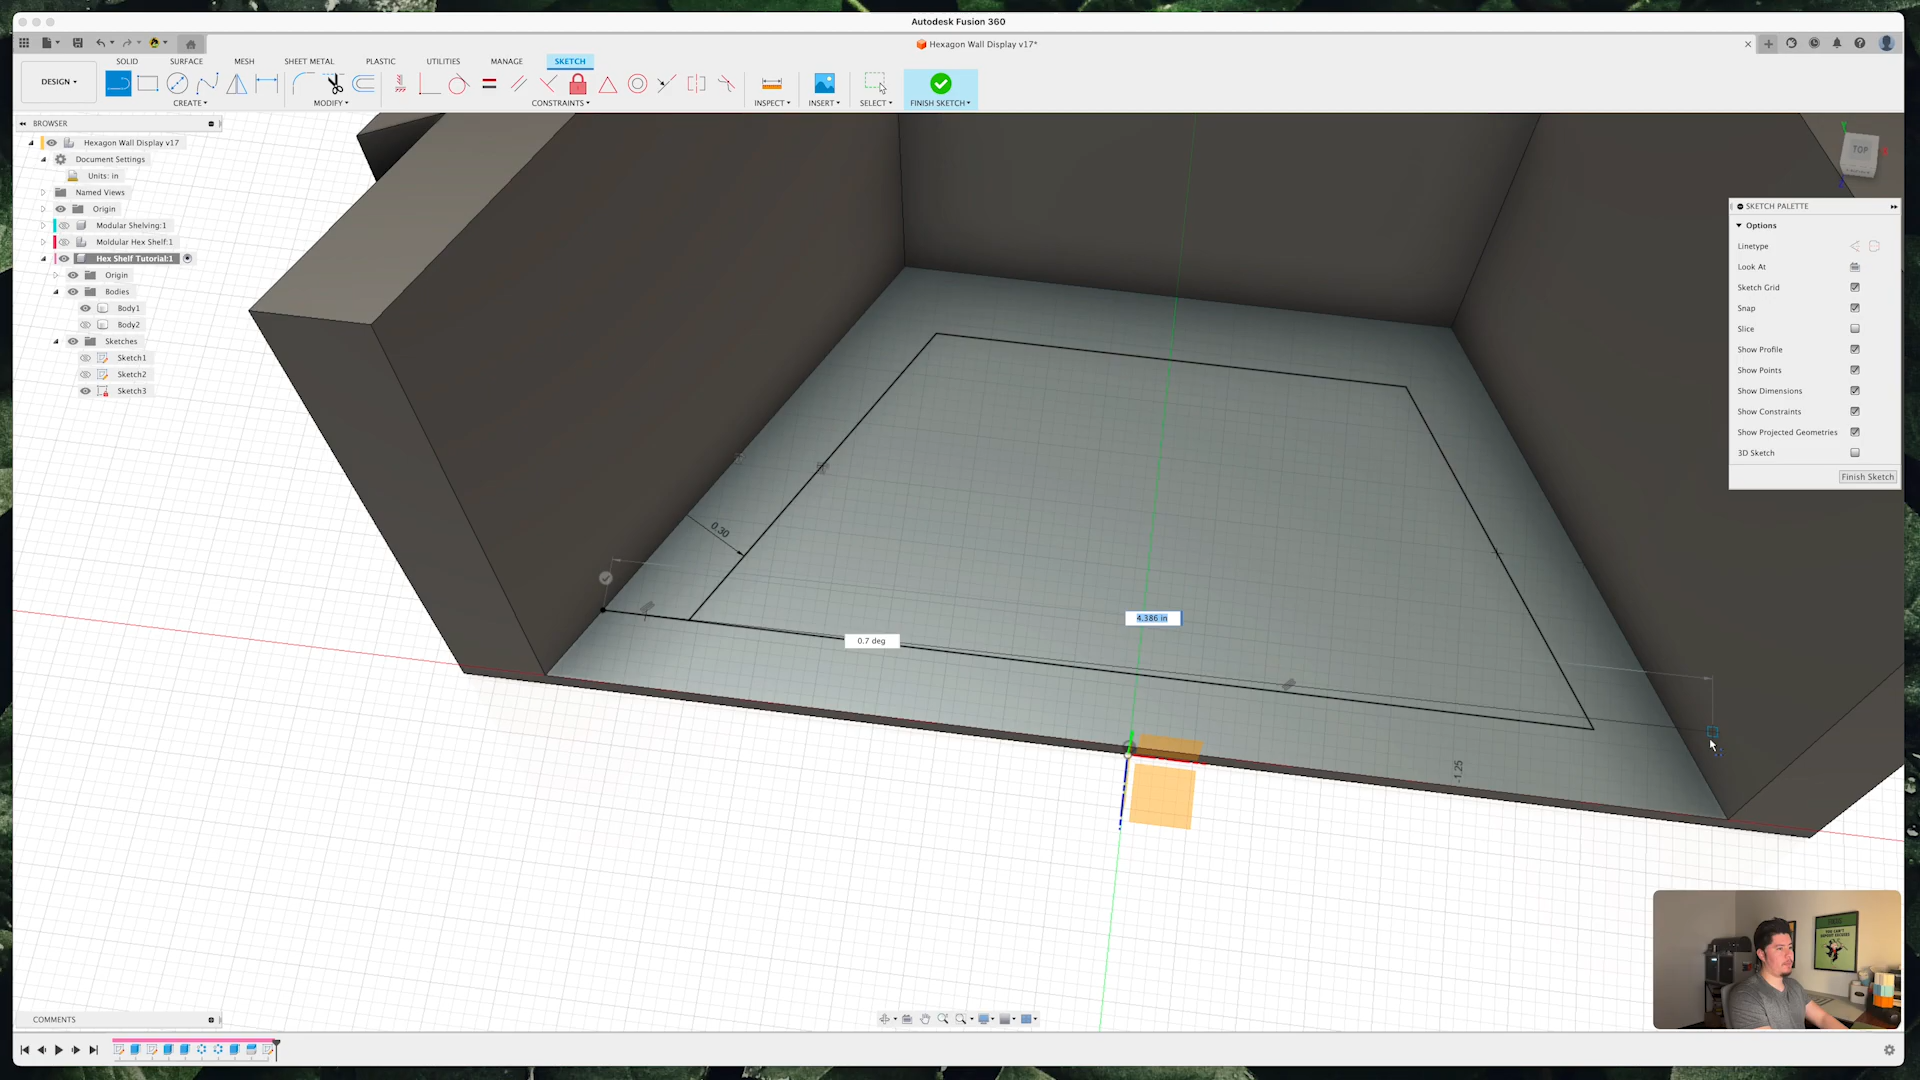 Autodesk Fusion 360
Hexagon Wall Display v17*
SOLID
SURFACE
MESH
SHEET METAL
PLASTIC
UTILITIES
MANAGE
SKETCH
DESIGN
CREATE
MODIFY
CONSTRAINTS
INSPECT
INSERT
SELECT
FINISH SKETCH
BROWSER
Hexagon Wall Display v17
Document Settings
Units: in
Named Views
Origin
Modular Shelving:1
Moldular Hex Shelf:1
Hex Shelf Tutorial:1
Origin
Bodies
Body1
Body2
Sketches
Sketch1
Sketch2
Sketch3
TOP
SKETCH PALETTE
Options
Linetype
Look At
Sketch Grid
Snap
Slice
Show Profile
Show Points
Show Dimensions
Show Constraints
Show Projected Geometries
3D Sketch
Finish Sketch
0.30
4.386 in
0.7 deg
-1.25
COMMENTS